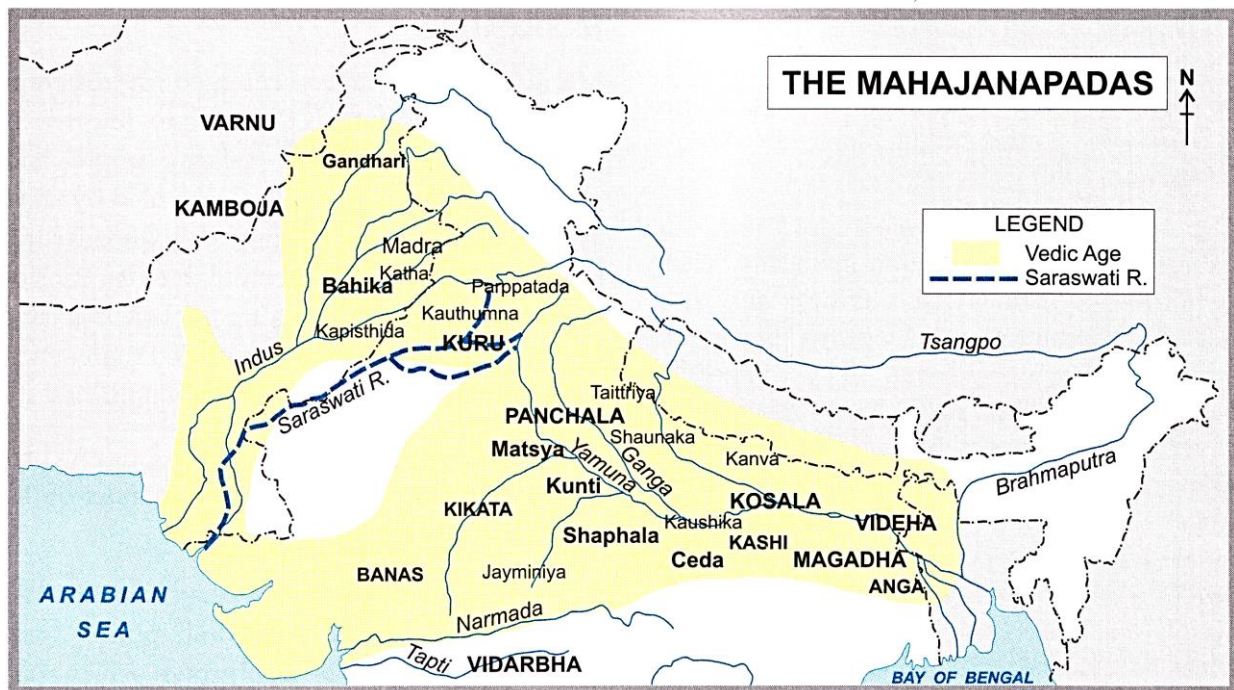 THE MAHAJANAPADAS
N
VARNU
Gandhari
KAMBOJA
LEGEND
Vedic Age
Saraswati R.
Madra
Katha
Bahika
Parppatada
Kauthumna
Kapisthida
KURU
Indus
Tsangpo
Saraswati R.
Taittriya
PANCHALA
Shaunaka
Matsya
Yamuna
Ganga
Kanva
Brahmaputra
Kunti
KIKATA
KOSALA
Kaushika
VIDEHA
Shaphala
KASHI
Ceda
MAGADHA
BANAS
Jayminiya
ANGA
ARABIAN
SEA
Narmada
Tapti
VIDARBHA
BAY OF BENGAL